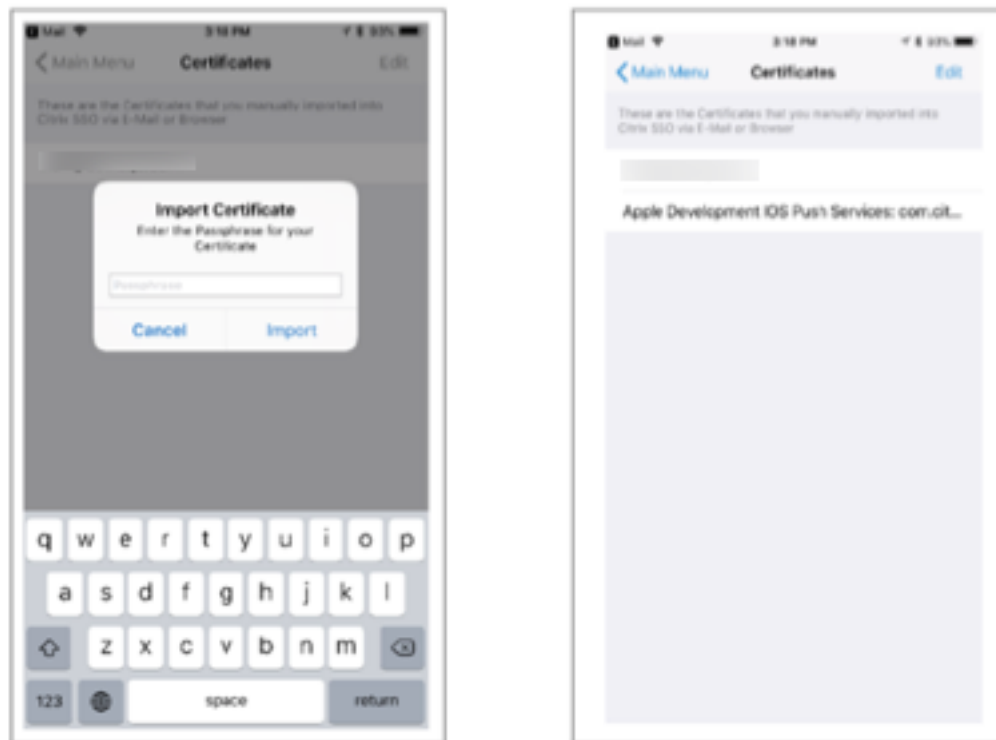 Mail
3:18 PM
93%
Main Menu
Certificates
Edit
These are the Certificates that you manually imported into
Citrix SSO via E-Mail or Browser
Import Certificate
Enter the Passphrase for your
Certificate
Passphrase
Cancel
Import
q w e r t y u i o p
a s d f g h j k l
z x c v b n m
123
space
return
Mail
3:18 PM
93%
Main Menu
Certificates
Edit
These are the Certificates that you manually imported into
Citrix SSO via E-Mail or Browser
Apple Development IOS Push Services: com.cit...